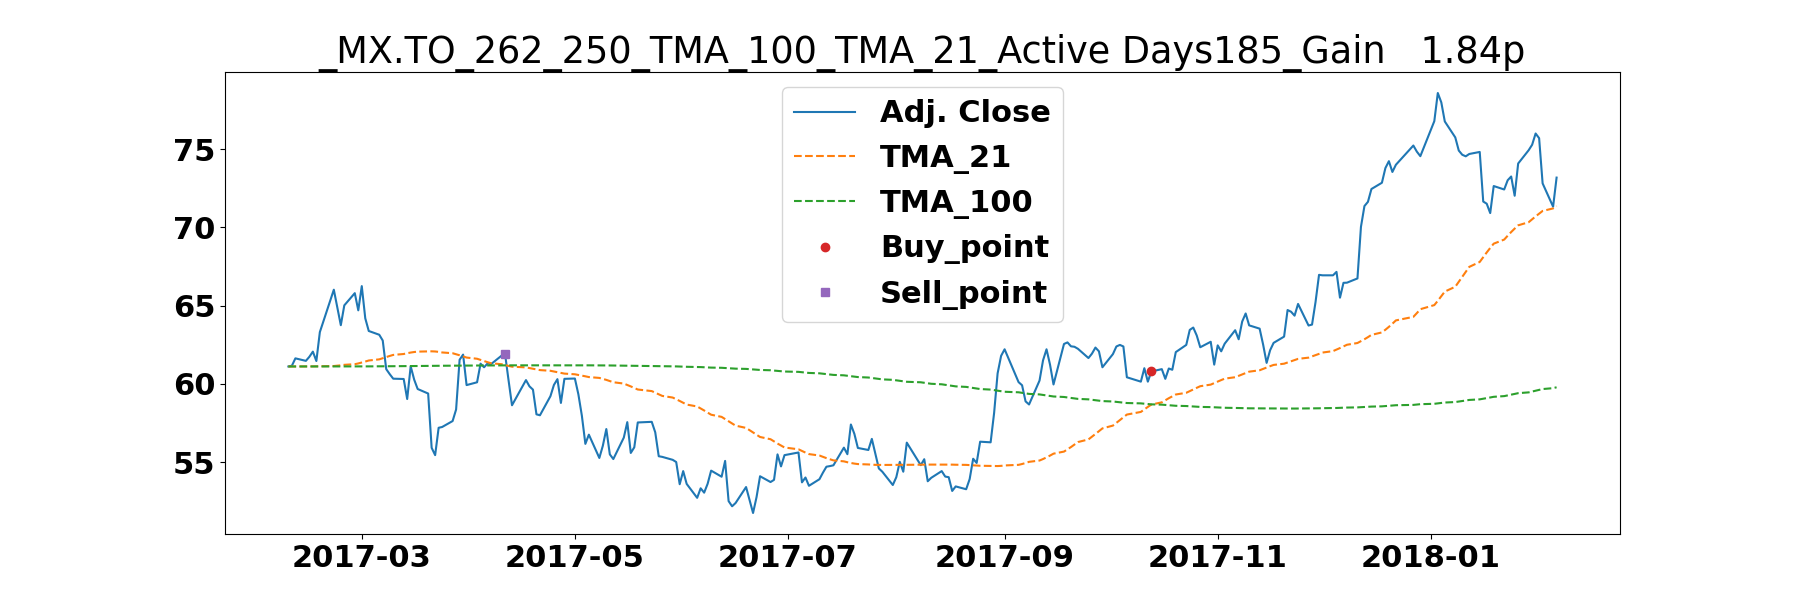 _MX.TO_262_250_TMA_100_TMA_21_Active Days185_Gain   1.84p
Adj. Close
TMA_21
TMA_100
Buy_point
Sell_point
75
70
65
60
55
2017-03 2017-05 2017-07 2017-09 2017-11 2018-01